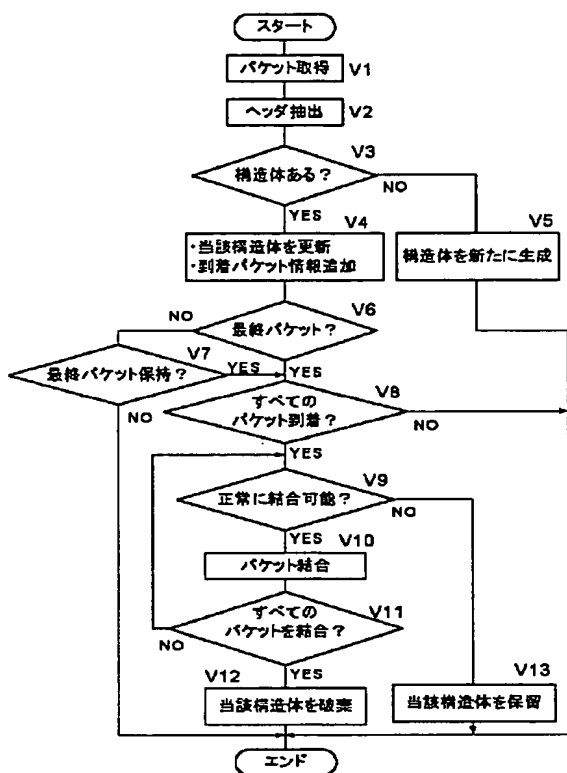 スタート
パケット取得
V1
ヘッダ抽出
V2
V3
構造体ある?
NO
YES
V4
・当該構造体を更新
・到着パケット情報追加
V5
構造体を新たに生成
V6
NO
最終パケット?
YES
V7
最終パケット保持?
YES
NO
V8
すべての
パケット到着?
NO
YES
V9
正常に結合可能?
NO
YES
V10
パケット結合
V11
すべての
パケットを結合?
NO
YES
V12
当該構造体を破棄
V13
当該構造体を保留
エンド